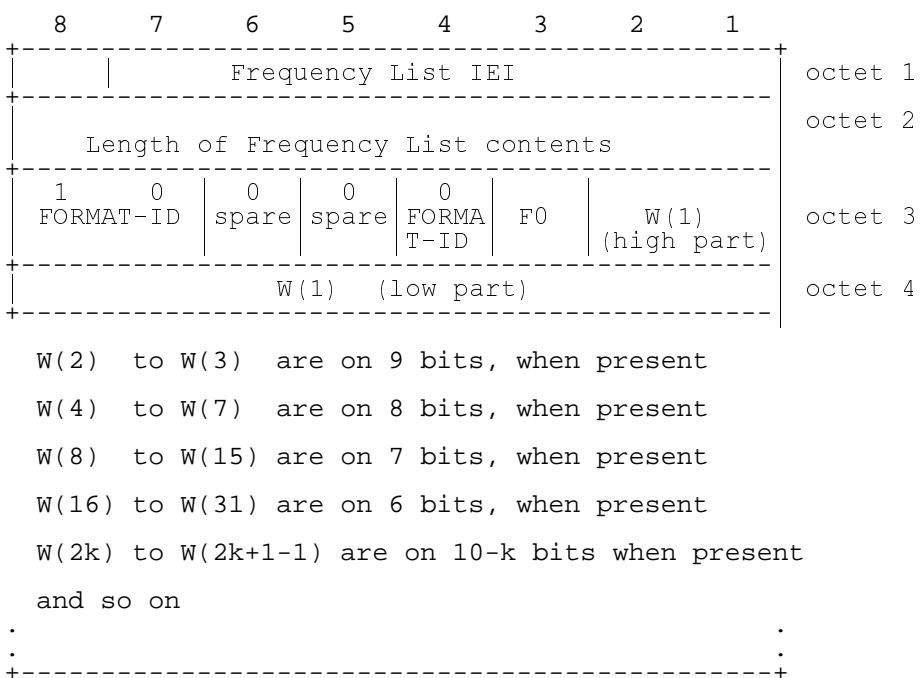 8 7 6 5 4 3 2 1
Frequency List IEI octet 1
octet 2
Length of Frequency List contents
1 0 0 0 0
FORMAT-ID spare spare FORMA F0 W(1) octet 3
T-ID (high part)
W(1) (low part) octet 4
W(2) to W(3) are on 9 bits, when present
W(4) to W(7) are on 8 bits, when present
W(8) to W(15) are on 7 bits, when present
W(16) to W(31) are on 6 bits, when present
W(2k) to W(2k+1-1) are on 10-k bits when present
and so on
. .
. .